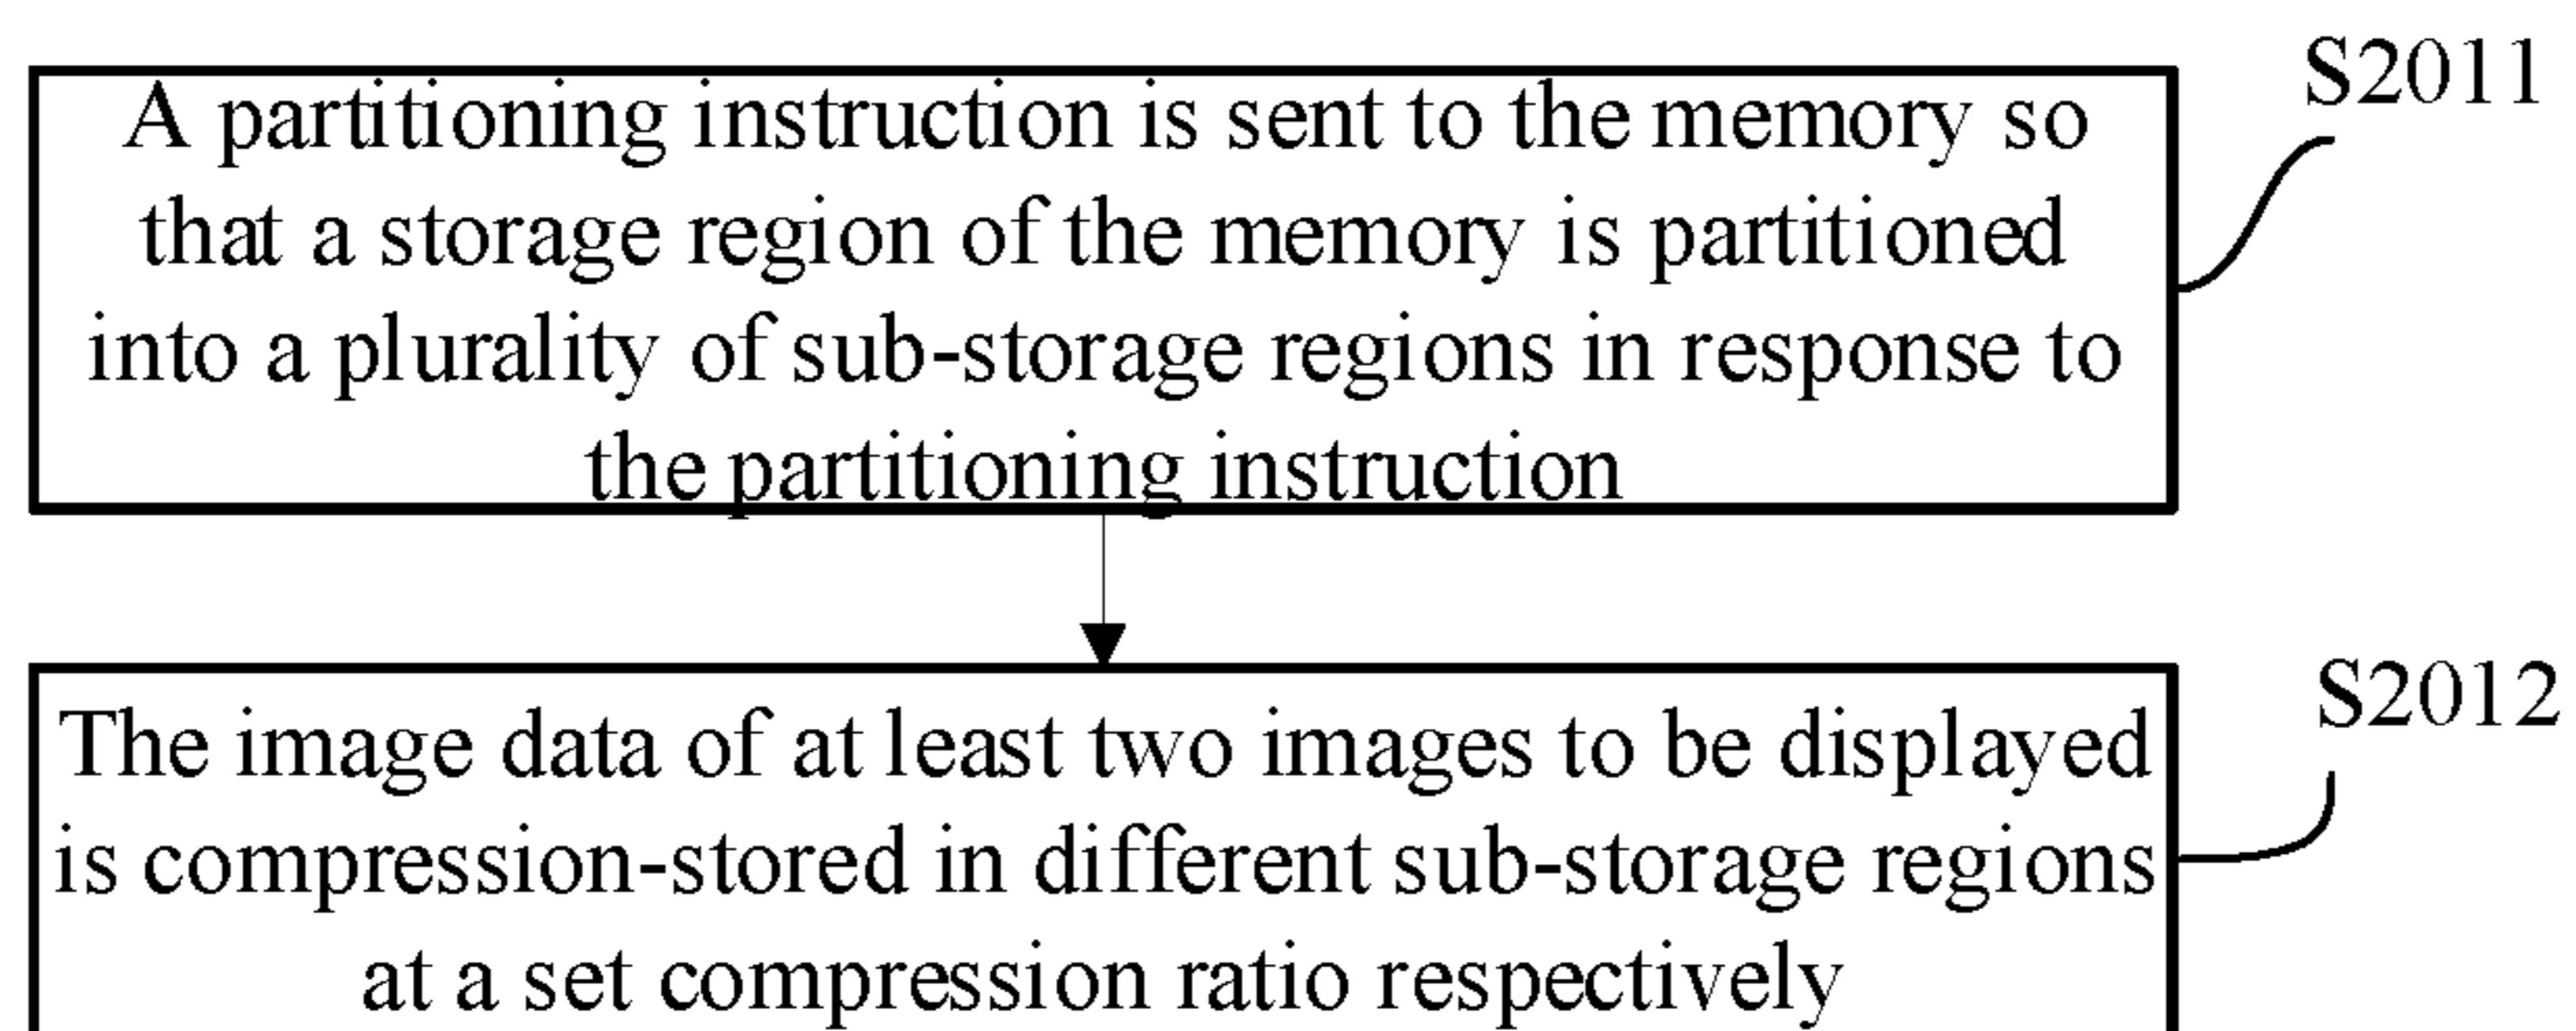 S2011
A partitioning instruction is sent to the memory so
that a storage region of the memory is partitioned
into a plurality of sub-storage regions in response to
the partitioning instruction
S2012
The image data of at least two images to be displayed
is compression-stored in different sub-storage regions
at a set compression ratio respectively